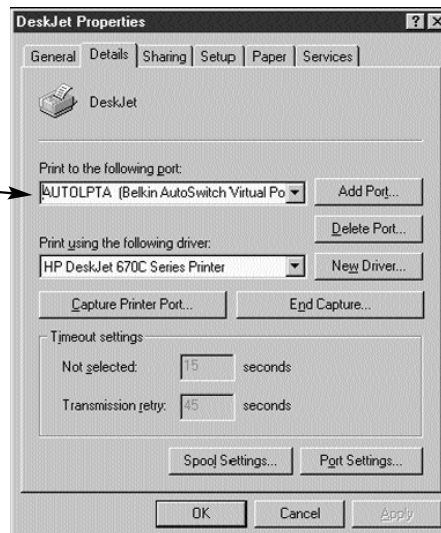 DeskJet Properties
General Details Sharing Setup Paper Services
DeskJet
Print to the following port:
AUTOLPTA (Belkin AutoSwitch Virtual Po
Add Port...
Delete Port...
Print using the following driver:
HP DeskJet 670C Series Printer
New Driver...
Capture Printer Port...
End Capture...
Timeout settings
Not selected: 15 seconds
Transmission retry: 45 seconds
Spool Settings...
Port Settings...
OK Cancel Apply